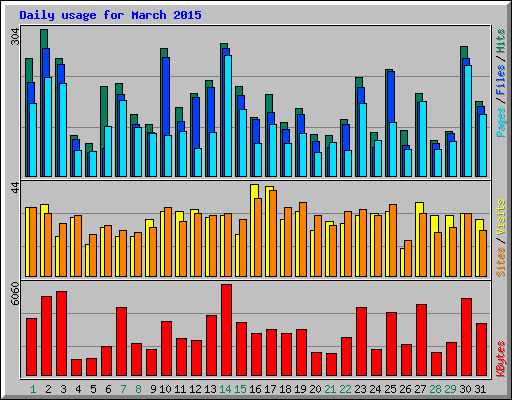 Daily usage for March 2015
304
Pages / Files / Hits
44
Sites / Visits
6060
KBytes
1 2 3 4 5 6 7 8 9 10 11 12 13 14 15 16 17 18 19 20 21 22 23 24 25 26 27 28 29 30 31